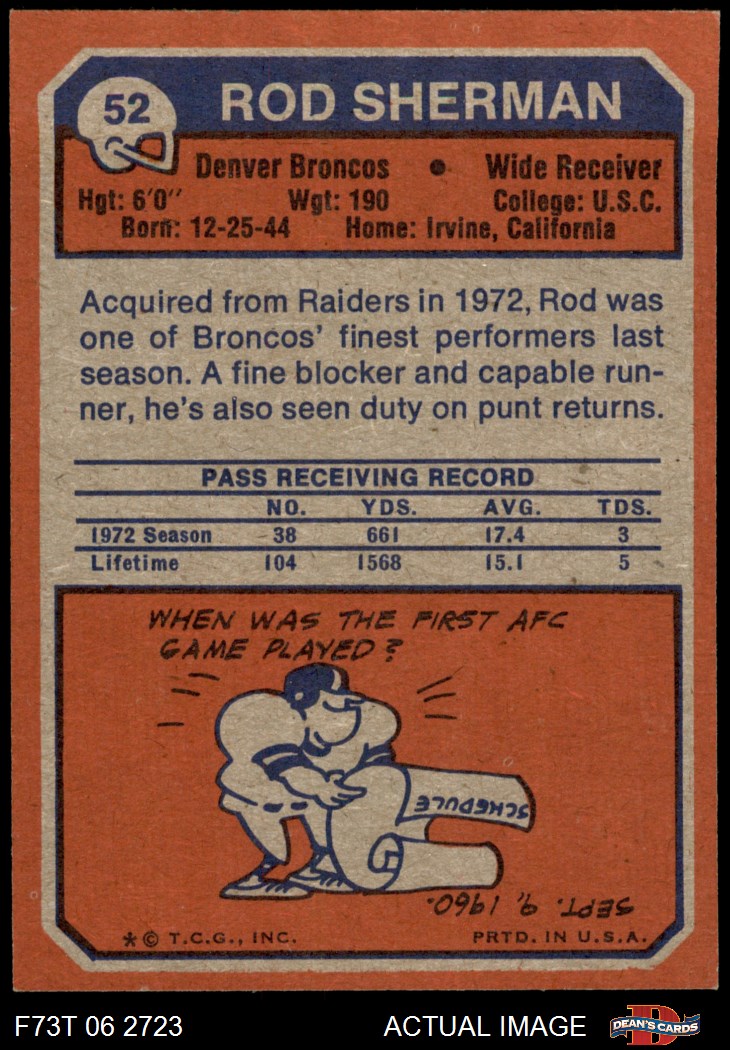 52
ROD SHERMAN
Denver Broncos • Wide Receiver
Hgt: 6'0" Wgt: 190 College: U.S.C.
Born: 12-25-44 Home: Irvine, California
Acquired from Raiders in 1972, Rod was
one of Broncos' finest performers last
season. A fine blocker and capable run-
ner, he's also seen duty on punt returns.
PASS RECEIVING RECORD
NO. YDS. AVG. TDS.
1972 Season 38 661 17.4 3
Lifetime 104 1568 15.1 5
WHEN WAS THE FIRST AFC
GAME PLAYED?
SCHEDULE
SEPT. 9, 1960.
* © T.C.G., INC. PRTD. IN U.S.A.
F73T 06 2723 ACTUAL IMAGE
D
DEAN'S CARDS